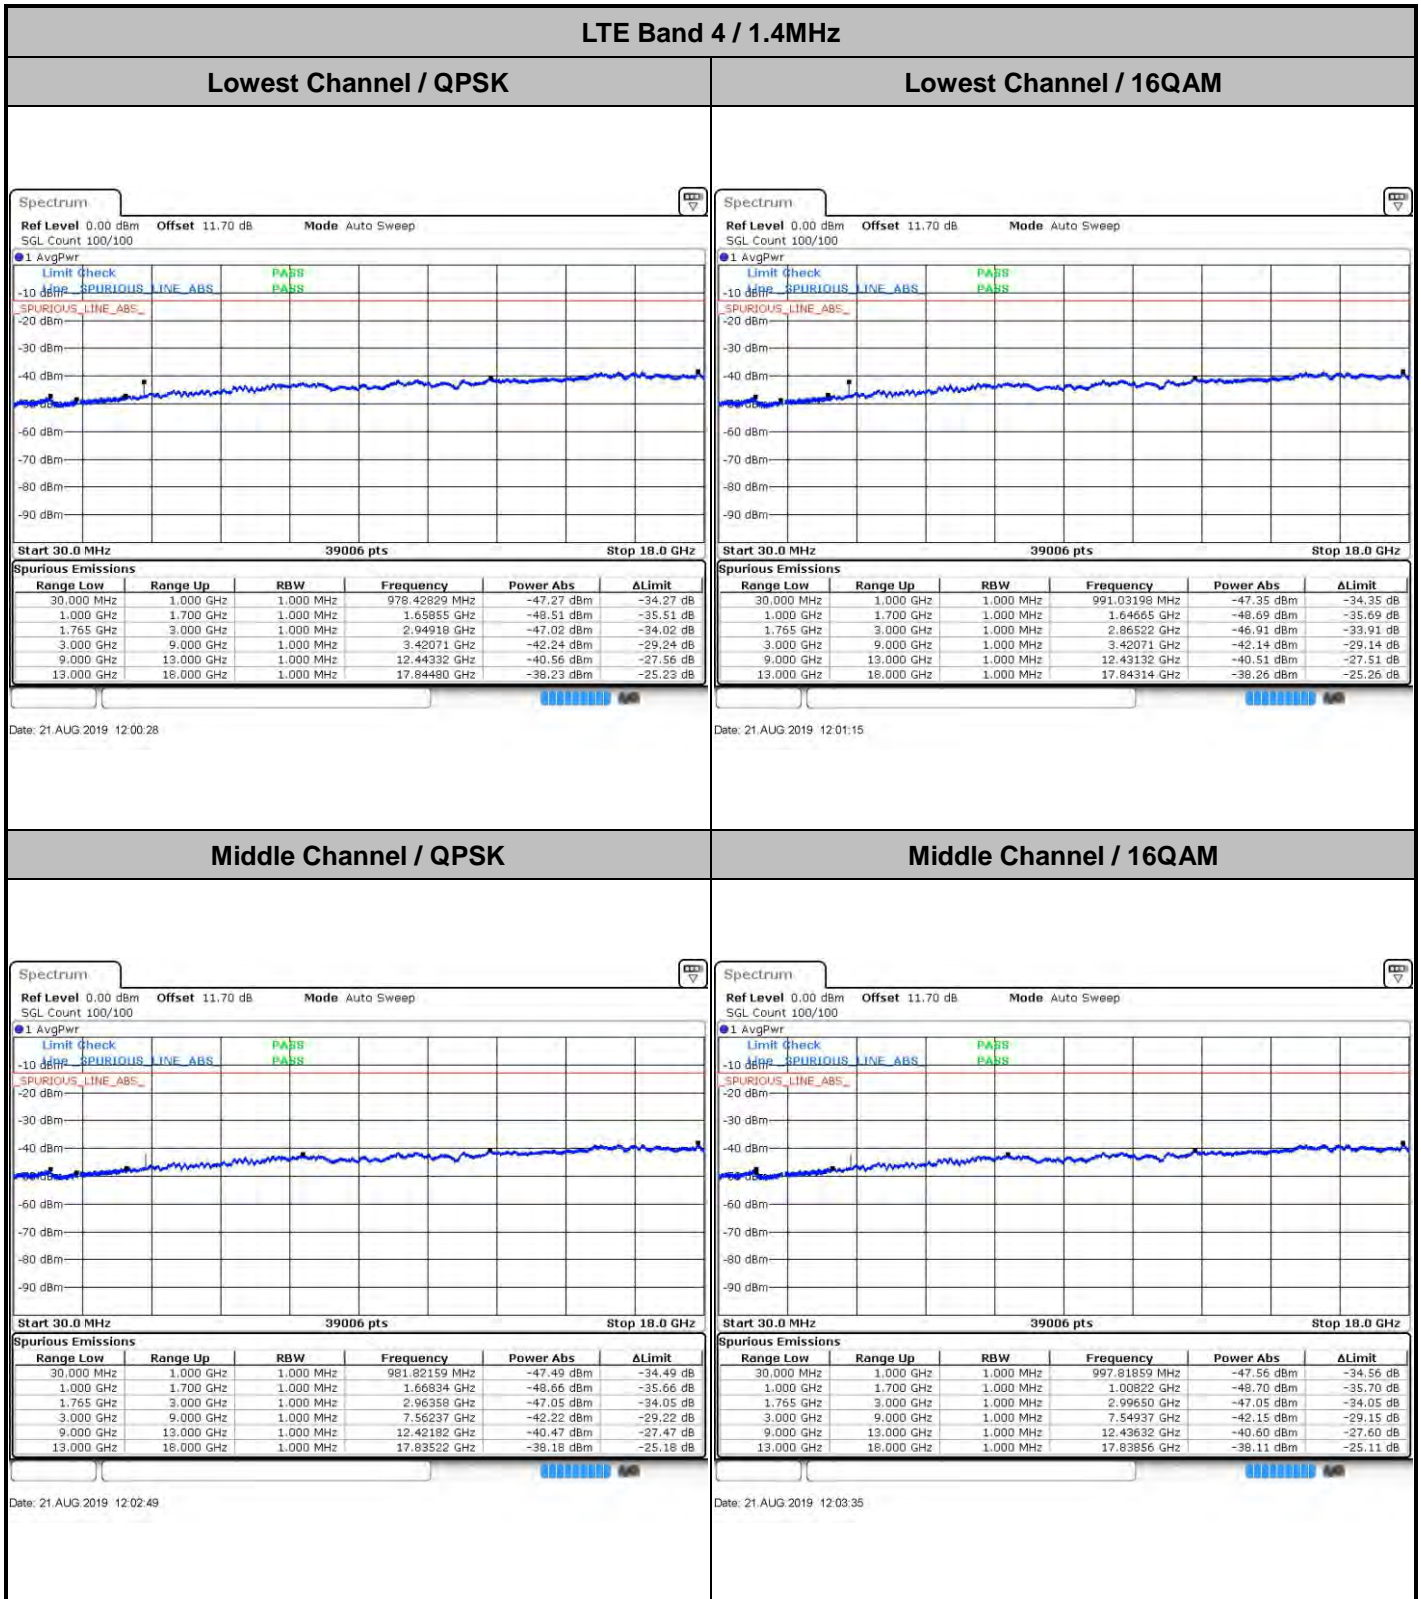 LTE Band 4 / 1.4MHz
Lowest Channel / QPSK
Lowest Channel / 16QAM
Spectrum
Ref Level 0.00 dBm Offset 11.70 dB Mode Auto Sweep
SGL Count 100/100
1 AvgPwr
Limit Check PASS
Line _SPURIOUS_LINE_ABS_ PASS
-10 dBm
_SPURIOUS_LINE_ABS_
-20 dBm
-30 dBm
-40 dBm
-60 dBm
-70 dBm
-80 dBm
-90 dBm
Start 30.0 MHz 39006 pts Stop 18.0 GHz
Spurious Emissions
Range Low Range Up RBW Frequency Power Abs ΔLimit
30.000 MHz 1.000 GHz 1.000 MHz 978.42829 MHz -47.27 dBm -34.27 dB
1.000 GHz 1.700 GHz 1.000 MHz 1.65855 GHz -48.51 dBm -35.51 dB
1.765 GHz 3.000 GHz 1.000 MHz 2.94918 GHz -47.02 dBm -34.02 dB
3.000 GHz 9.000 GHz 1.000 MHz 3.42071 GHz -42.24 dBm -29.24 dB
9.000 GHz 13.000 GHz 1.000 MHz 12.44332 GHz -40.56 dBm -27.56 dB
13.000 GHz 18.000 GHz 1.000 MHz 17.84480 GHz -38.23 dBm -25.23 dB
Date: 21.AUG.2019 12:00:28
Spectrum
Ref Level 0.00 dBm Offset 11.70 dB Mode Auto Sweep
SGL Count 100/100
1 AvgPwr
Limit Check PASS
Line _SPURIOUS_LINE_ABS_ PASS
-10 dBm
_SPURIOUS_LINE_ABS_
-20 dBm
-30 dBm
-40 dBm
-60 dBm
-70 dBm
-80 dBm
-90 dBm
Start 30.0 MHz 39006 pts Stop 18.0 GHz
Spurious Emissions
Range Low Range Up RBW Frequency Power Abs ΔLimit
30.000 MHz 1.000 GHz 1.000 MHz 991.03198 MHz -47.35 dBm -34.35 dB
1.000 GHz 1.700 GHz 1.000 MHz 1.64665 GHz -48.69 dBm -35.69 dB
1.765 GHz 3.000 GHz 1.000 MHz 2.86522 GHz -46.91 dBm -33.91 dB
3.000 GHz 9.000 GHz 1.000 MHz 3.42071 GHz -42.14 dBm -29.14 dB
9.000 GHz 13.000 GHz 1.000 MHz 12.43132 GHz -40.51 dBm -27.51 dB
13.000 GHz 18.000 GHz 1.000 MHz 17.84314 GHz -38.26 dBm -25.26 dB
Date: 21.AUG.2019 12:01:15
Middle Channel / QPSK
Middle Channel / 16QAM
Spectrum
Ref Level 0.00 dBm Offset 11.70 dB Mode Auto Sweep
SGL Count 100/100
1 AvgPwr
Limit Check PASS
Line _SPURIOUS_LINE_ABS_ PASS
-10 dBm
_SPURIOUS_LINE_ABS_
-20 dBm
-30 dBm
-40 dBm
-60 dBm
-70 dBm
-80 dBm
-90 dBm
Start 30.0 MHz 39006 pts Stop 18.0 GHz
Spurious Emissions
Range Low Range Up RBW Frequency Power Abs ΔLimit
30.000 MHz 1.000 GHz 1.000 MHz 981.82159 MHz -47.49 dBm -34.49 dB
1.000 GHz 1.700 GHz 1.000 MHz 1.66834 GHz -48.66 dBm -35.66 dB
1.765 GHz 3.000 GHz 1.000 MHz 2.96358 GHz -47.05 dBm -34.05 dB
3.000 GHz 9.000 GHz 1.000 MHz 7.56237 GHz -42.22 dBm -29.22 dB
9.000 GHz 13.000 GHz 1.000 MHz 12.42182 GHz -40.47 dBm -27.47 dB
13.000 GHz 18.000 GHz 1.000 MHz 17.83522 GHz -38.18 dBm -25.18 dB
Date: 21.AUG.2019 12:02:49
Spectrum
Ref Level 0.00 dBm Offset 11.70 dB Mode Auto Sweep
SGL Count 100/100
1 AvgPwr
Limit Check PASS
Line _SPURIOUS_LINE_ABS_ PASS
-10 dBm
_SPURIOUS_LINE_ABS_
-20 dBm
-30 dBm
-40 dBm
-60 dBm
-70 dBm
-80 dBm
-90 dBm
Start 30.0 MHz 39006 pts Stop 18.0 GHz
Spurious Emissions
Range Low Range Up RBW Frequency Power Abs ΔLimit
30.000 MHz 1.000 GHz 1.000 MHz 997.81859 MHz -47.56 dBm -34.56 dB
1.000 GHz 1.700 GHz 1.000 MHz 1.00822 GHz -48.70 dBm -35.70 dB
1.765 GHz 3.000 GHz 1.000 MHz 2.99650 GHz -47.05 dBm -34.05 dB
3.000 GHz 9.000 GHz 1.000 MHz 7.54937 GHz -42.15 dBm -29.15 dB
9.000 GHz 13.000 GHz 1.000 MHz 12.43632 GHz -40.60 dBm -27.60 dB
13.000 GHz 18.000 GHz 1.000 MHz 17.83856 GHz -38.11 dBm -25.11 dB
Date: 21.AUG.2019 12:03:35